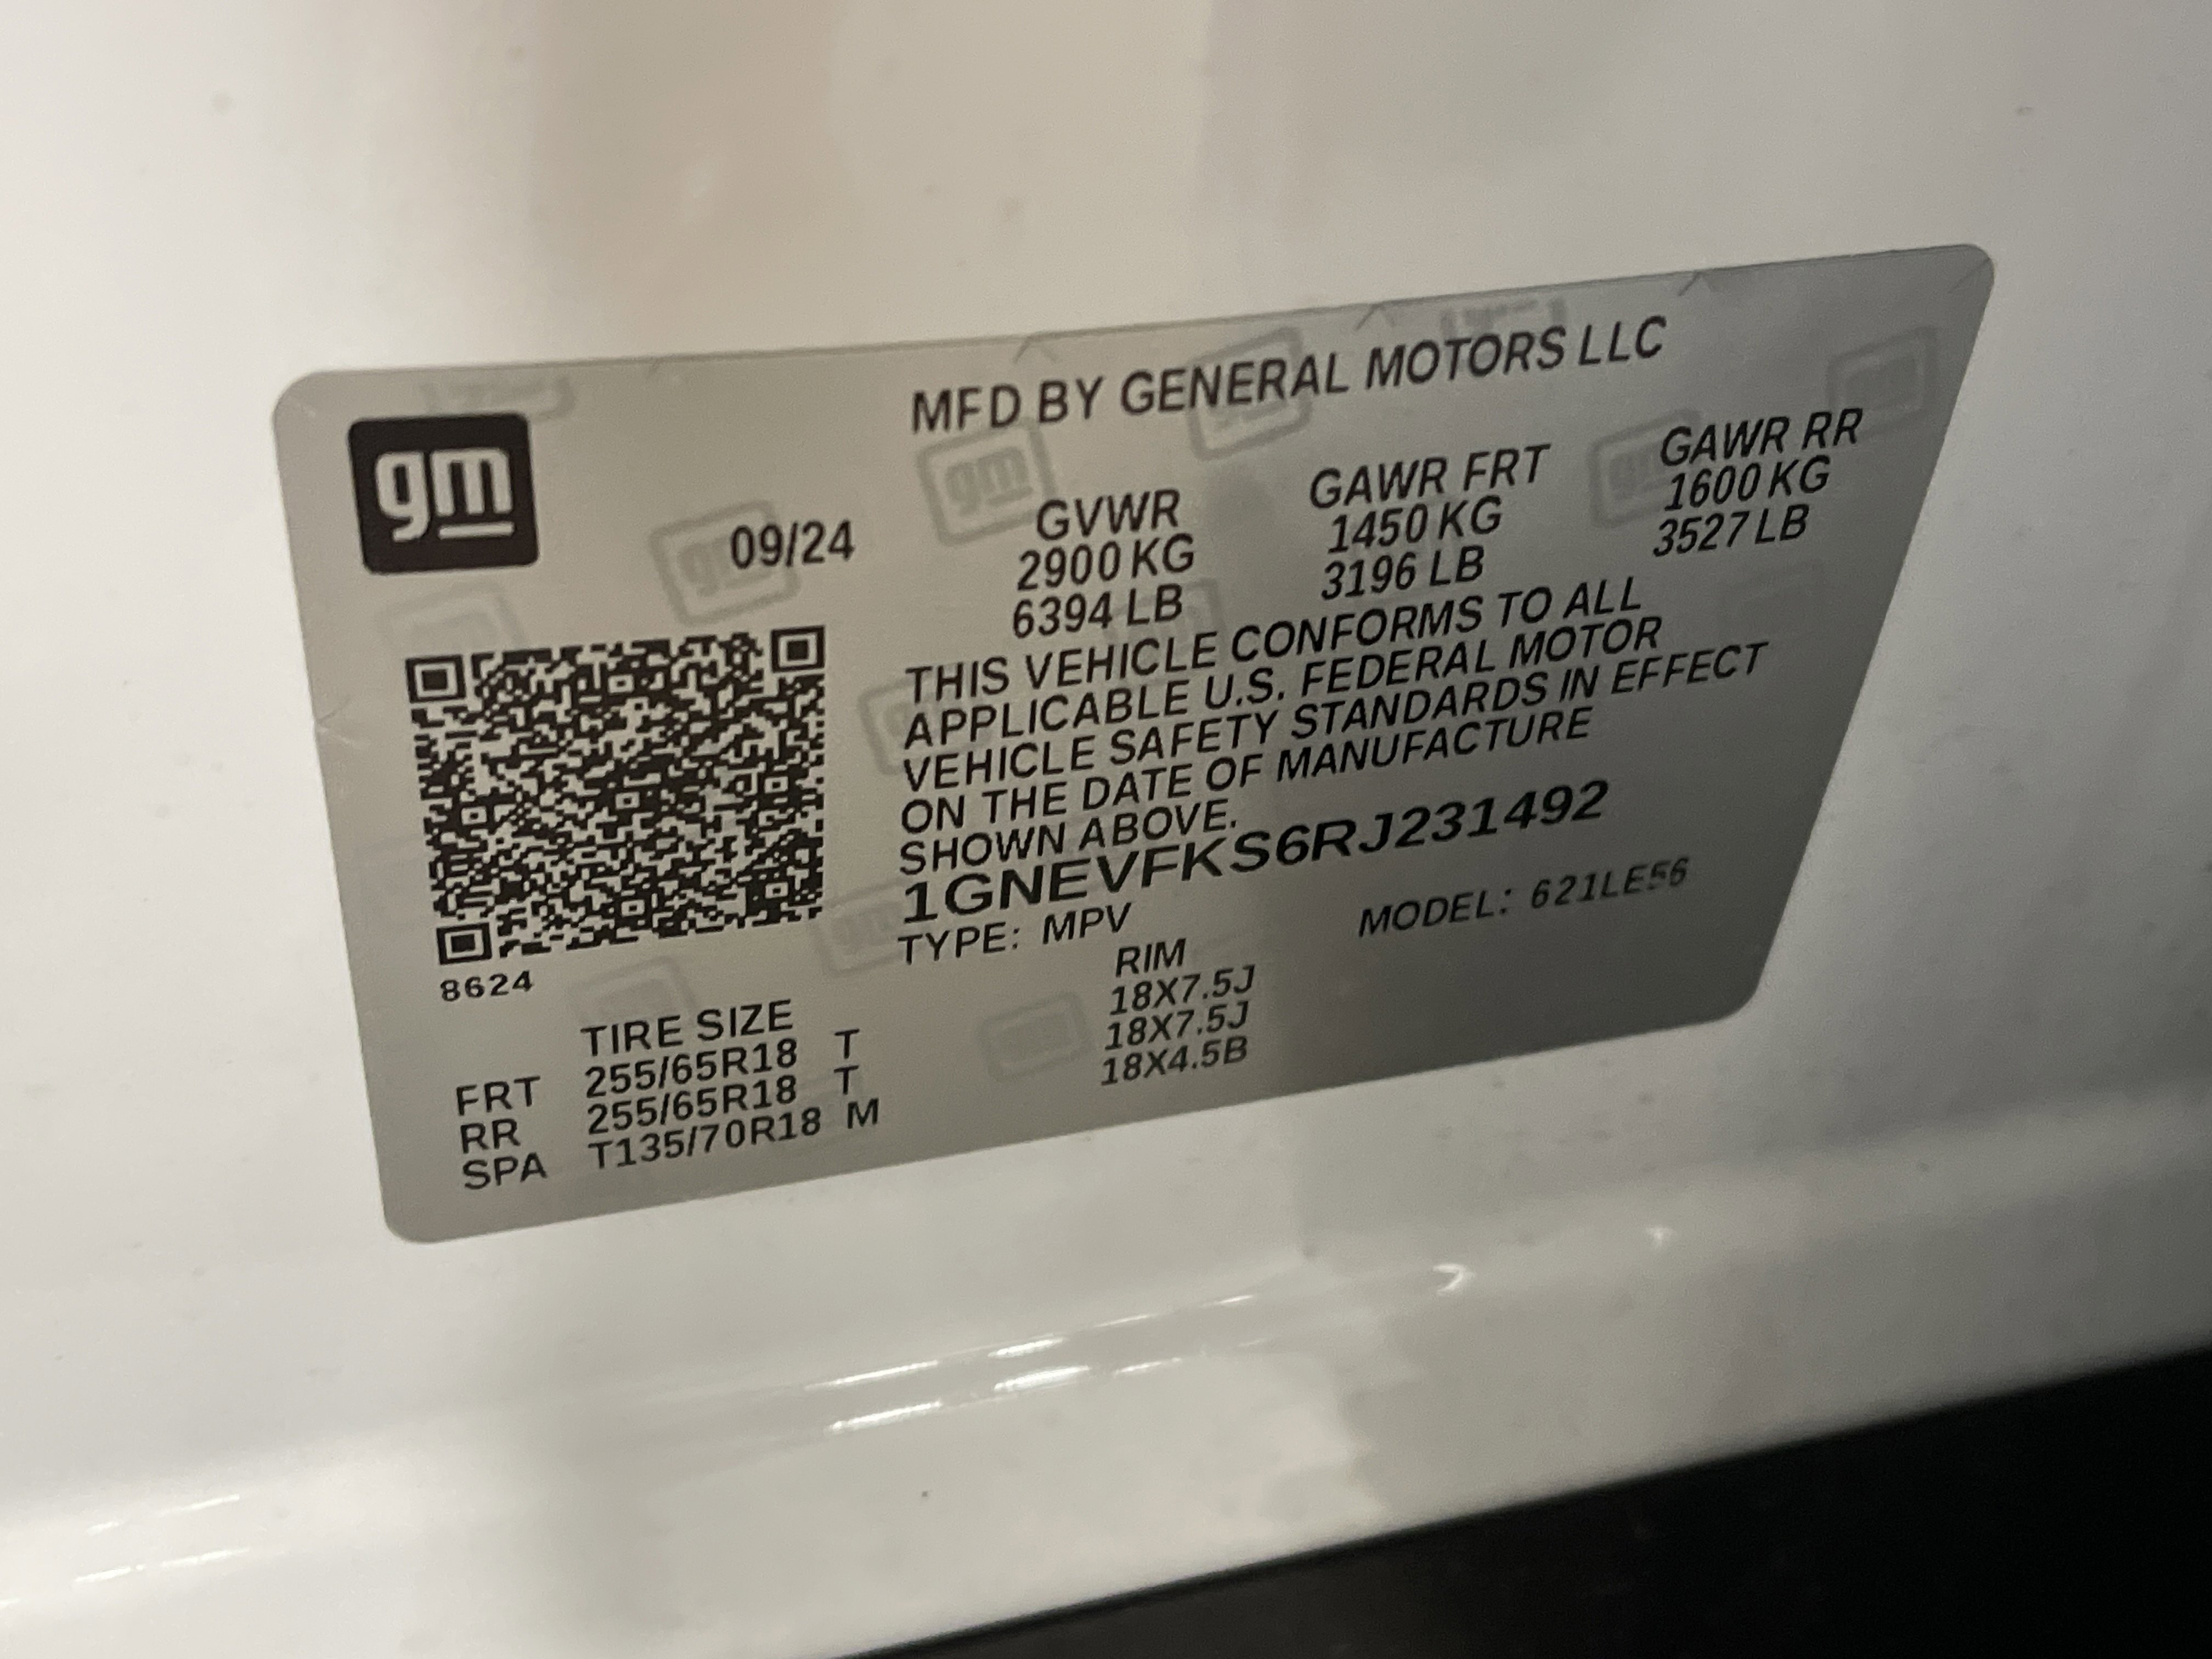 gm
MFD BY GENERAL MOTORS LLC
09/24
GVWR GAWR FRT GAWR RR
2900 KG 1450 KG 1600 KG
6394 LB 3196 LB 3527 LB
THIS VEHICLE CONFORMS TO ALL
APPLICABLE U.S. FEDERAL MOTOR
VEHICLE SAFETY STANDARDS IN EFFECT
ON THE DATE OF MANUFACTURE
SHOWN ABOVE.
1GNEVFKS6RJ231492
TYPE: MPV MODEL: 621LE56
8624
TIRE SIZE RIM
FRT 255/65R18 T 18X7.5J
RR 255/65R18 T 18X7.5J
SPA T135/70R18 M 18X4.5B